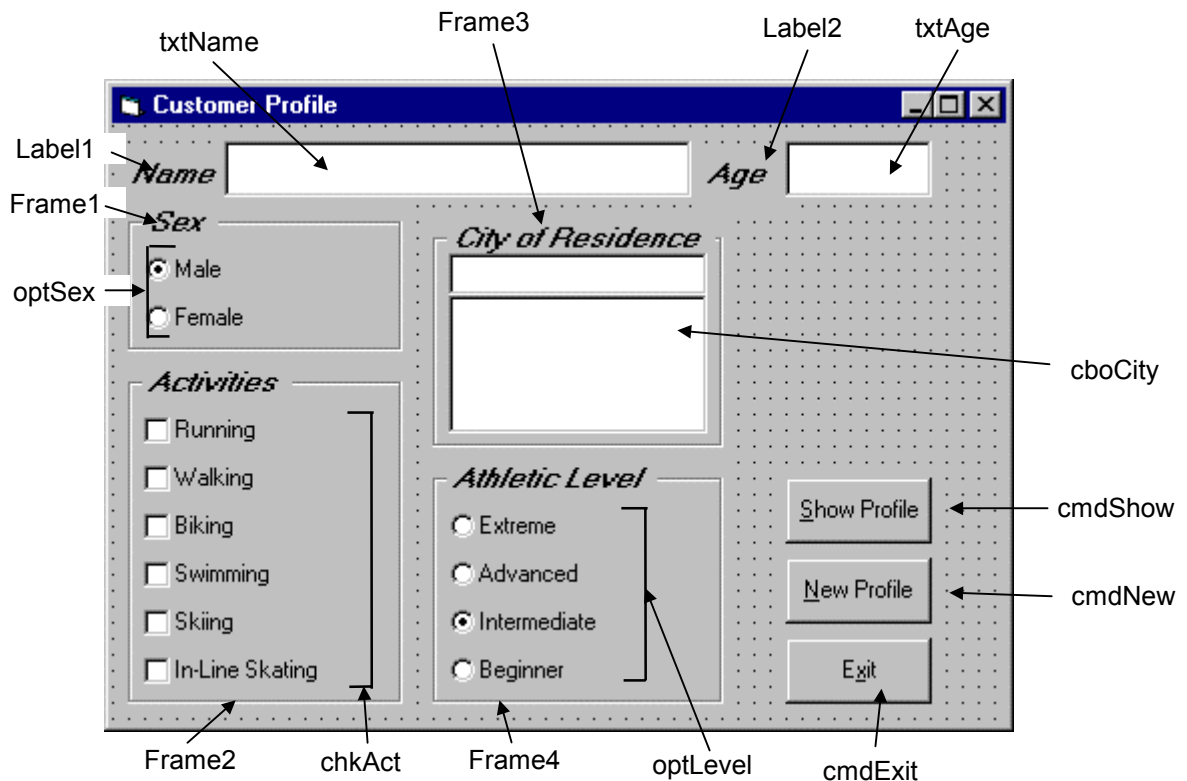 Frame3
Label2
txtAge
txtName
Customer Profile
Label1
Name
Age
Frame1
Sex
City of Residence
Male
optSex
Female
cboCity
Activities
Running
Walking
Biking
Swimming
Skiing
In-Line Skating
Athletic Level
Extreme
Advanced
Intermediate
Beginner
Show Profile
cmdShow
New Profile
cmdNew
Exit
Frame2
chkAct
Frame4
optLevel
cmdExit